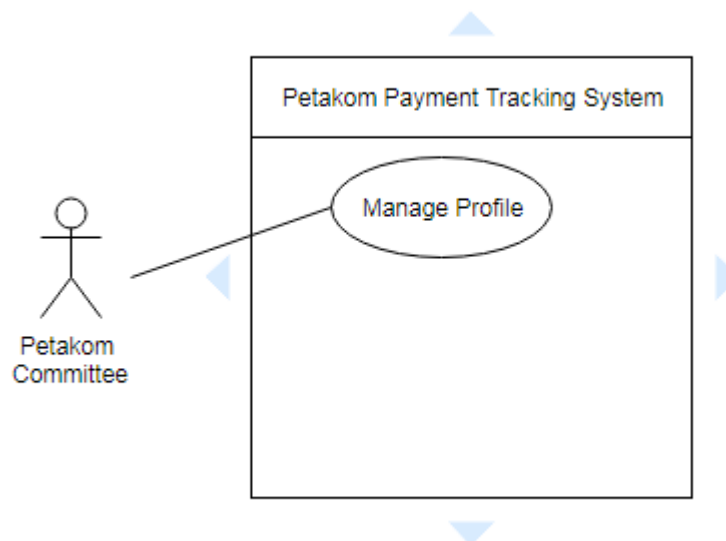 Petakom Payment Tracking System
Manage Profile
Petakom
Committee